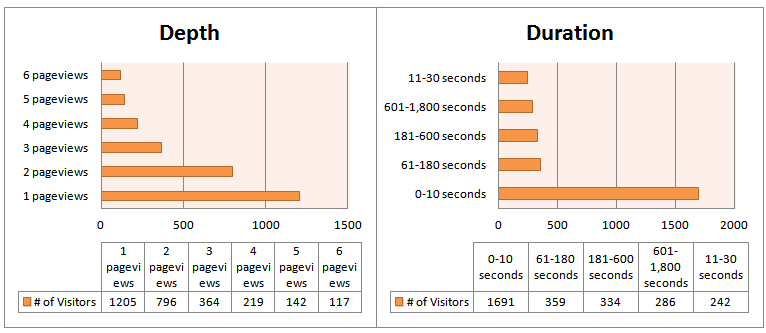 Depth
6 pageviews
5 pageviews
4 pageviews
3 pageviews
2 pageviews
1 pageviews
0 500 1000 1500
1 2 3 4 5 6
pagevi pagevi pagevi pagevi pagevi pagevi
ews ews ews ews ews ews
# of Visitors 1205 796 364 219 142 117
Duration
11-30 seconds
601-1,800 seconds
181-600 seconds
61-180 seconds
0-10 seconds
0 500 1000 1500 2000
0-10 seconds
61-180 seconds
181-600 seconds
601-1,800 seconds
11-30 seconds
# of Visitors 1691 359 334 286 242